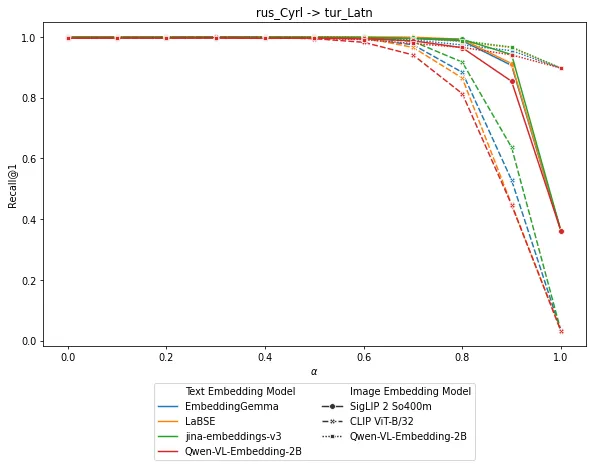 rus_Cyrl -> tur_Latn
Recall@1
1.0
0.8
0.6
0.4
0.2
0.0
0.0 0.2 0.4 0.6 0.8 1.0
α
Text Embedding Model
EmbeddingGemma
LaBSE
jina-embeddings-v3
Qwen-VL-Embedding-2B
Image Embedding Model
SigLIP 2 So400m
CLIP ViT-B/32
Qwen-VL-Embedding-2B